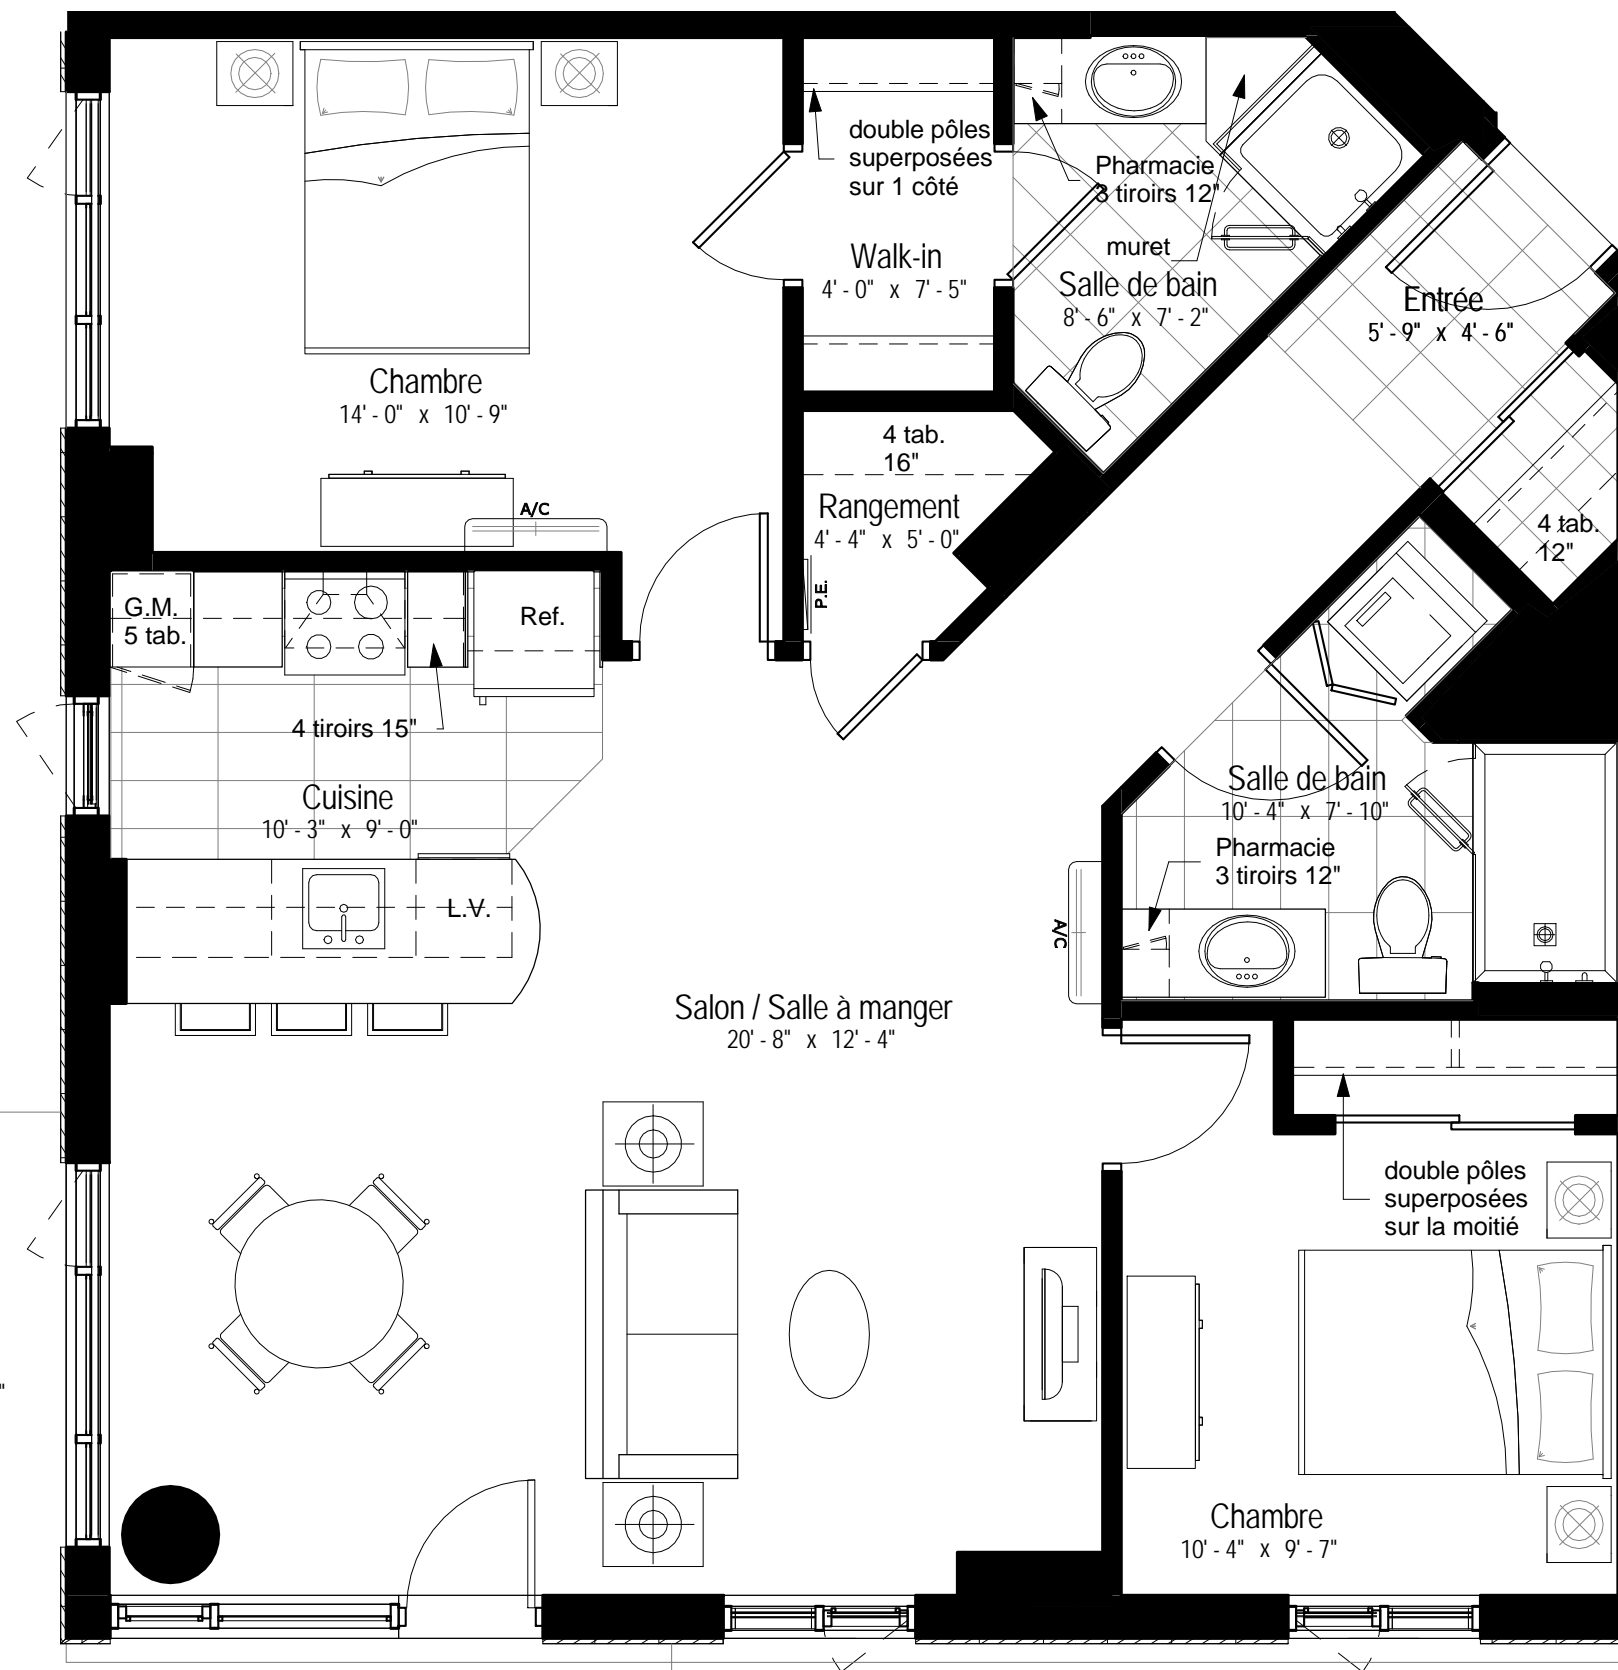 double pôles
superposées
sur 1 côté
Pharmacie
3 tiroirs 12"
muret
Walk-in
4' - 0" x 7' - 5"
Salle de bain
8' - 6" x 7' - 2"
Entrée
5' - 9" x 4' - 6"
Chambre
14' - 0" x 10' - 9"
4 tab.
16"
Rangement
4' - 4" x 5' - 0"
P.E.
A/C
4 tab.
12"
G.M.
5 tab.
Ref.
4 tiroirs 15"
Cuisine
10' - 3" x 9' - 0"
L.V.
Salle de bain
10' - 4" x 7' - 10"
Pharmacie
3 tiroirs 12"
A/C
Salon / Salle à manger
20' - 8" x 12' - 4"
double pôles
superposées
sur la moitié
"
Chambre
10' - 4" x 9' - 7"